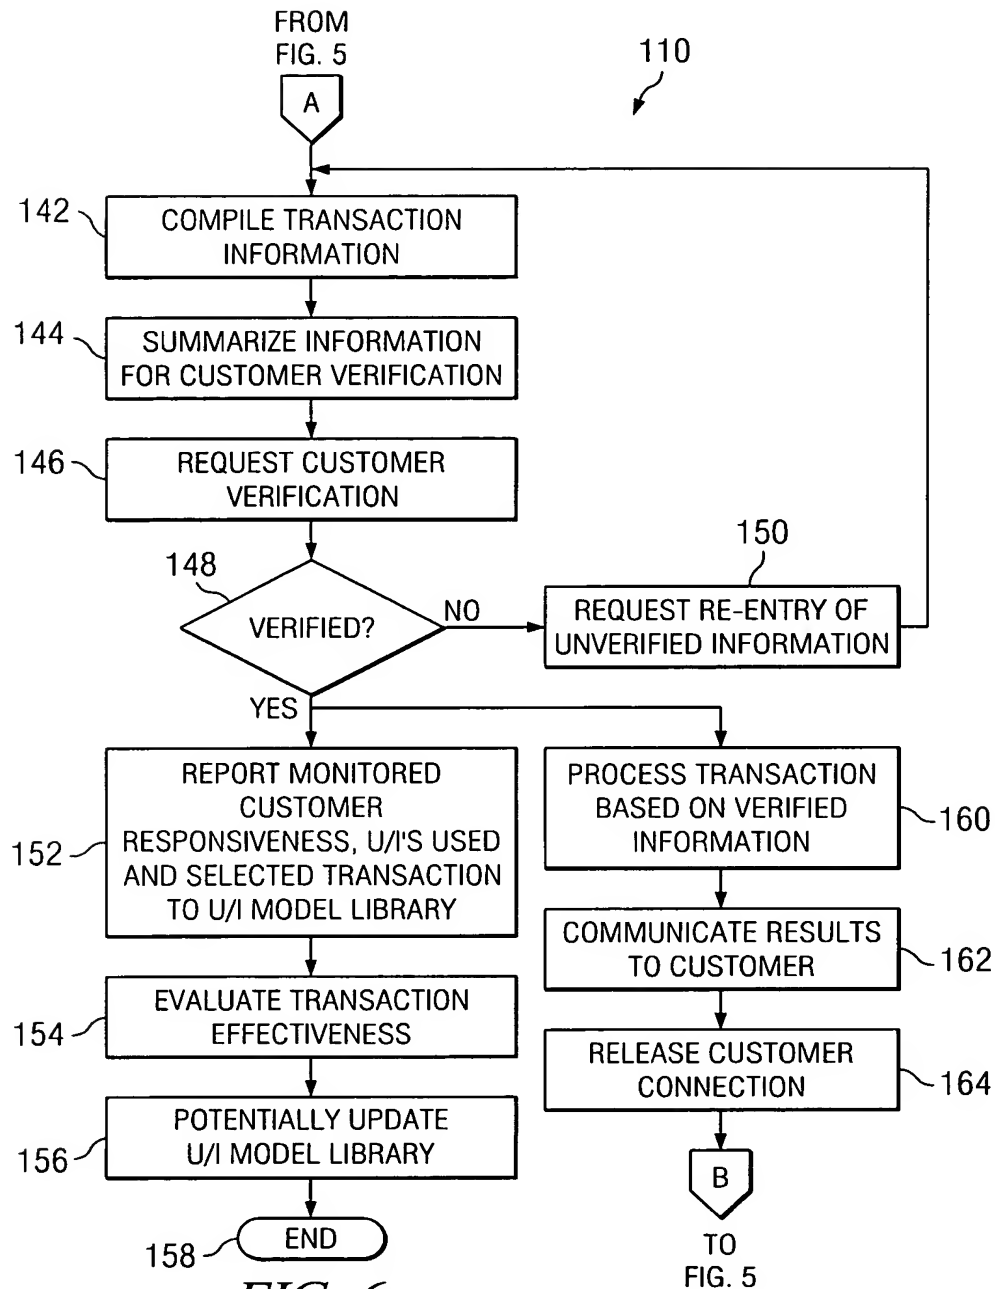 FROM
FIG. 5
A
110
142
COMPILE TRANSACTION
INFORMATION
144
SUMMARIZE INFORMATION
FOR CUSTOMER VERIFICATION
146
REQUEST CUSTOMER
VERIFICATION
148
VERIFIED?
NO
150
REQUEST RE-ENTRY OF
UNVERIFIED INFORMATION
YES
152
REPORT MONITORED
CUSTOMER
RESPONSIVENESS, U/I'S USED
AND SELECTED TRANSACTION
TO U/I MODEL LIBRARY
154
EVALUATE TRANSACTION
EFFECTIVENESS
156
POTENTIALLY UPDATE
U/I MODEL LIBRARY
158
END
PROCESS TRANSACTION
BASED ON VERIFIED
INFORMATION
160
COMMUNICATE RESULTS
TO CUSTOMER
162
RELEASE CUSTOMER
CONNECTION
164
B
TO
FIG. 5
FIG. 6